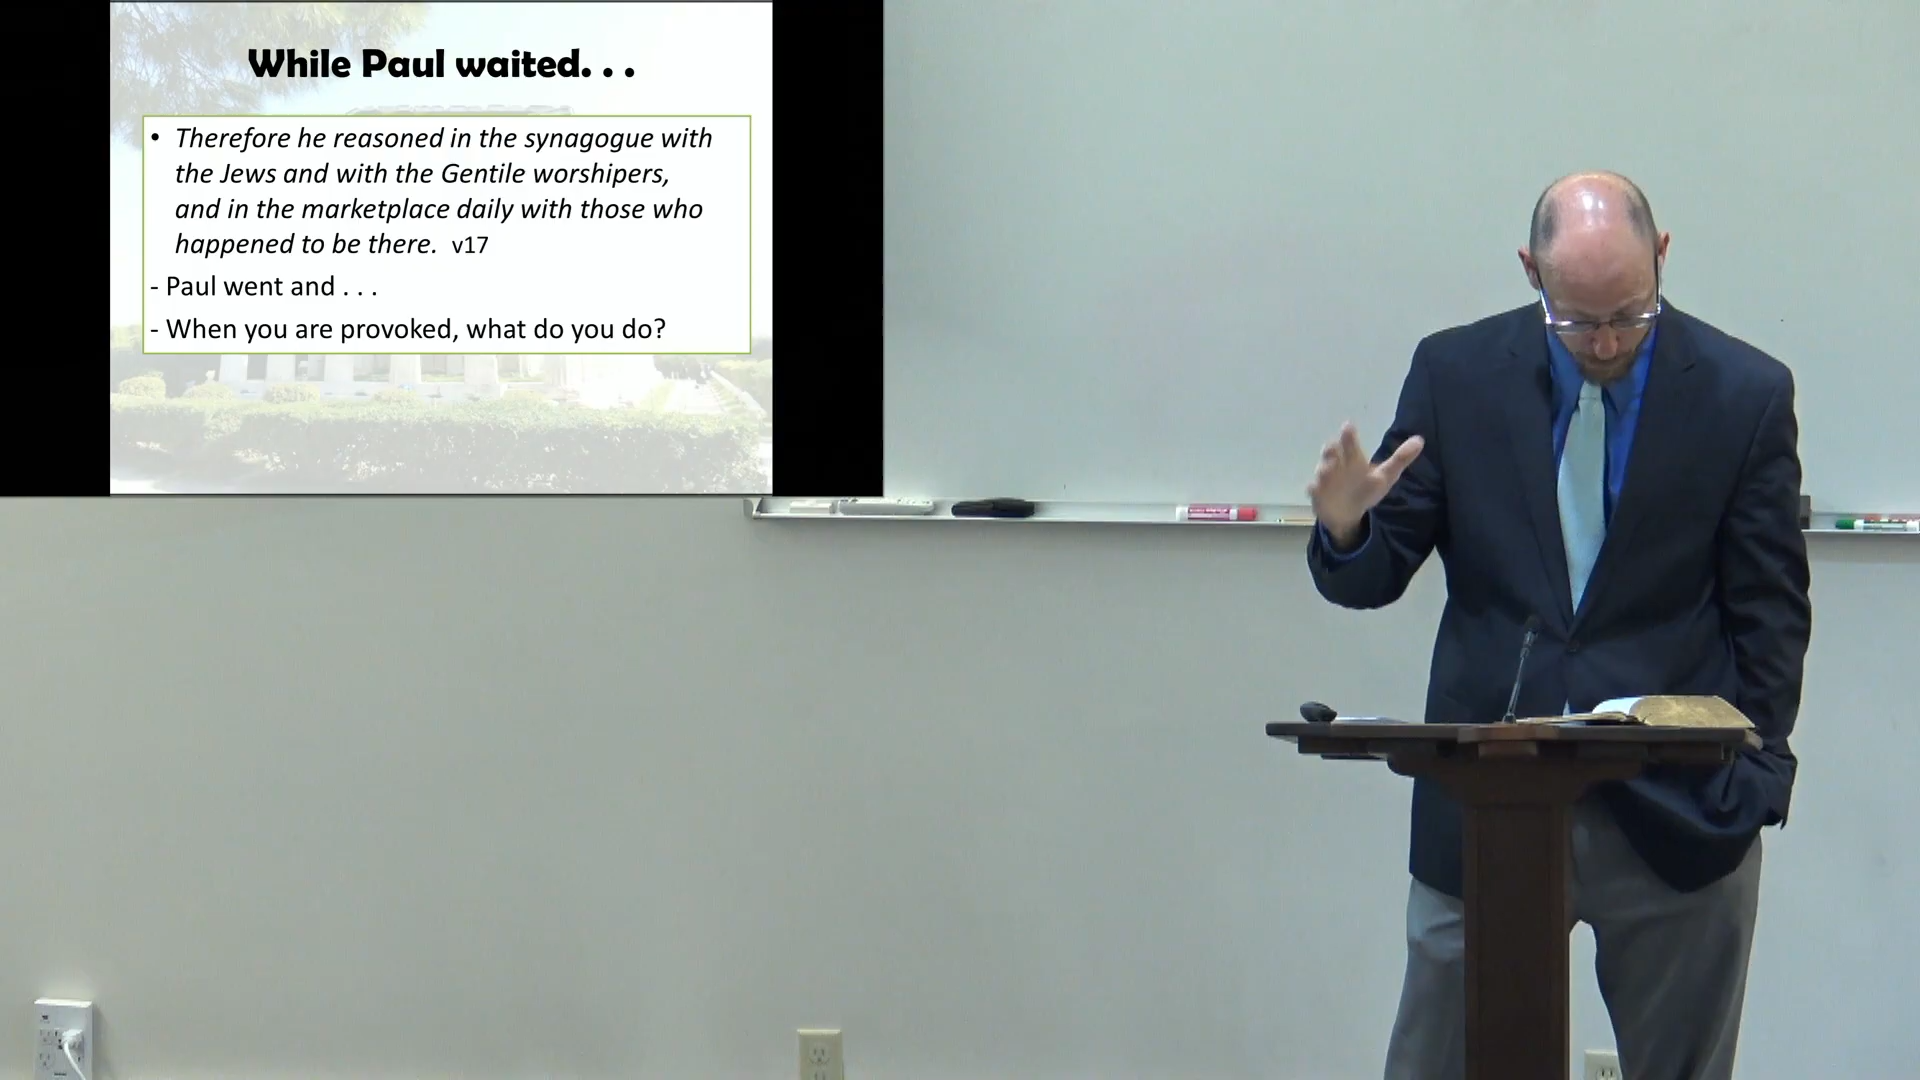 While Paul waited. . .
• Therefore he reasoned in the synagogue with
the Jews and with the Gentile worshipers,
and in the marketplace daily with those who
happened to be there. v17
- Paul went and . . .
- When you are provoked, what do you do?